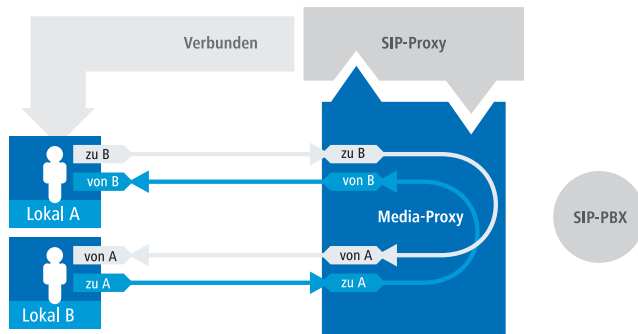 Verbunden
SIP-Proxy
zu B
zu B
von B
von B
Lokal A
Media-Proxy
SIP-PBX
von A
von A
zu A
zu A
Lokal B